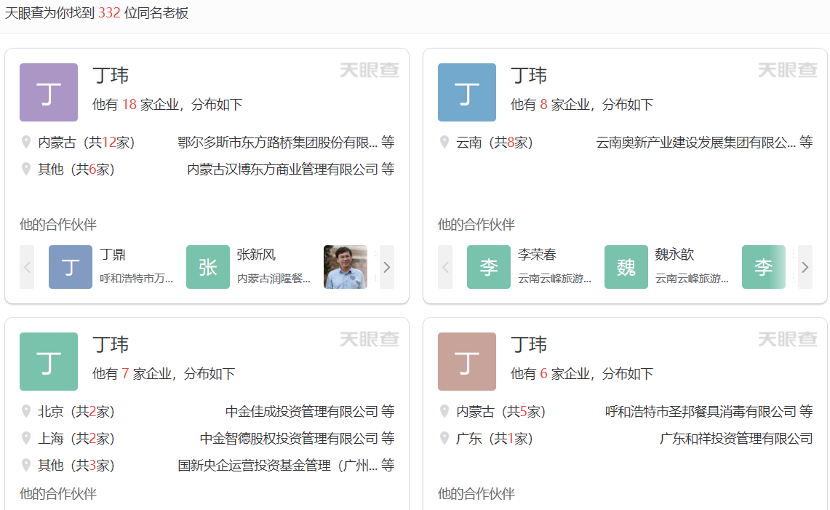 天眼查为你找到 332 位同名老板
丁
丁玮
天眼查
他有 18 家企业，分布如下
内蒙古（共12家）
鄂尔多斯市东方路桥集团股份有限... 等
其他（共6家）
内蒙古汉博东方商业管理有限公司 等
他的合作伙伴
丁
丁鼎
呼和浩特市万...
张
张新风
内蒙古润隆餐...
丁
丁玮
天眼查
他有 8 家企业，分布如下
云南（共8家）
云南奥新产业建设发展集团有限公... 等
他的合作伙伴
李
李荣春
云南云峰旅游...
魏
魏永歆
云南云峰旅游...
李
丁
丁玮
天眼查
他有 7 家企业，分布如下
北京（共2家）
中金佳成投资管理有限公司 等
上海（共2家）
中金智德股权投资管理有限公司 等
其他（共3家）
国新央企运营投资基金管理（广州... 等
他的合作伙伴
丁
丁玮
天眼查
他有 6 家企业，分布如下
内蒙古（共5家）
呼和浩特市圣邦餐具消毒有限公司 等
广东（共1家）
广东和祥投资管理有限公司
他的合作伙伴